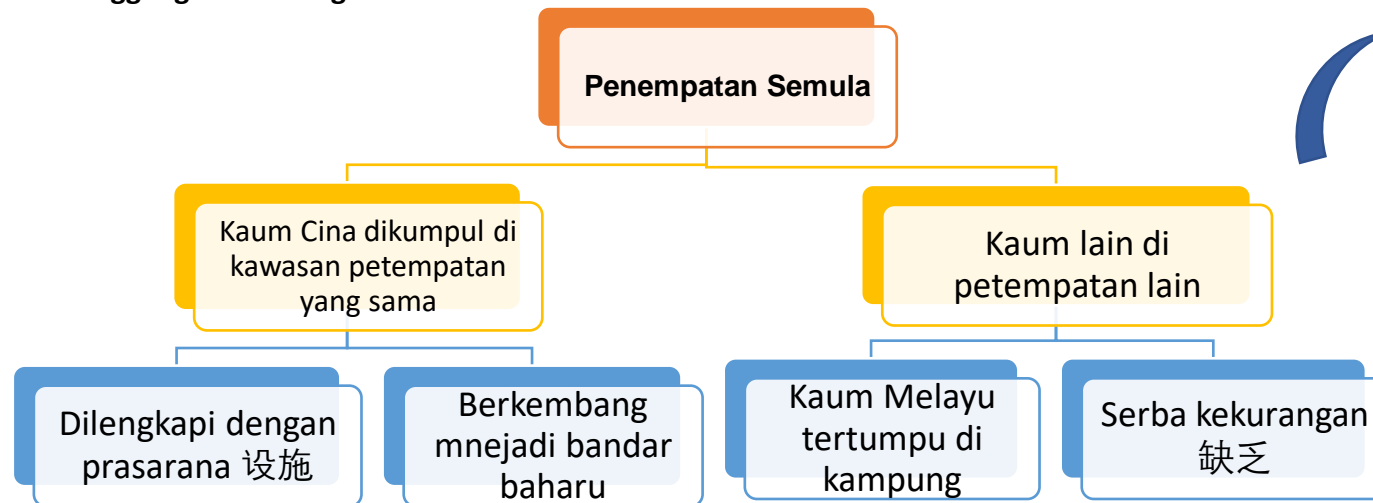 Penempatan Semula
Kaum Cina dikumpul di
kawasan petempatan
yang sama
Kaum lain di
petempatan lain
Dilengkapi dengan
prasarana 设施
Berkembang
mnejadi bandar
baharu
Kaum Melayu
tertumpu di
kampung
Serba kekurangan
缺乏